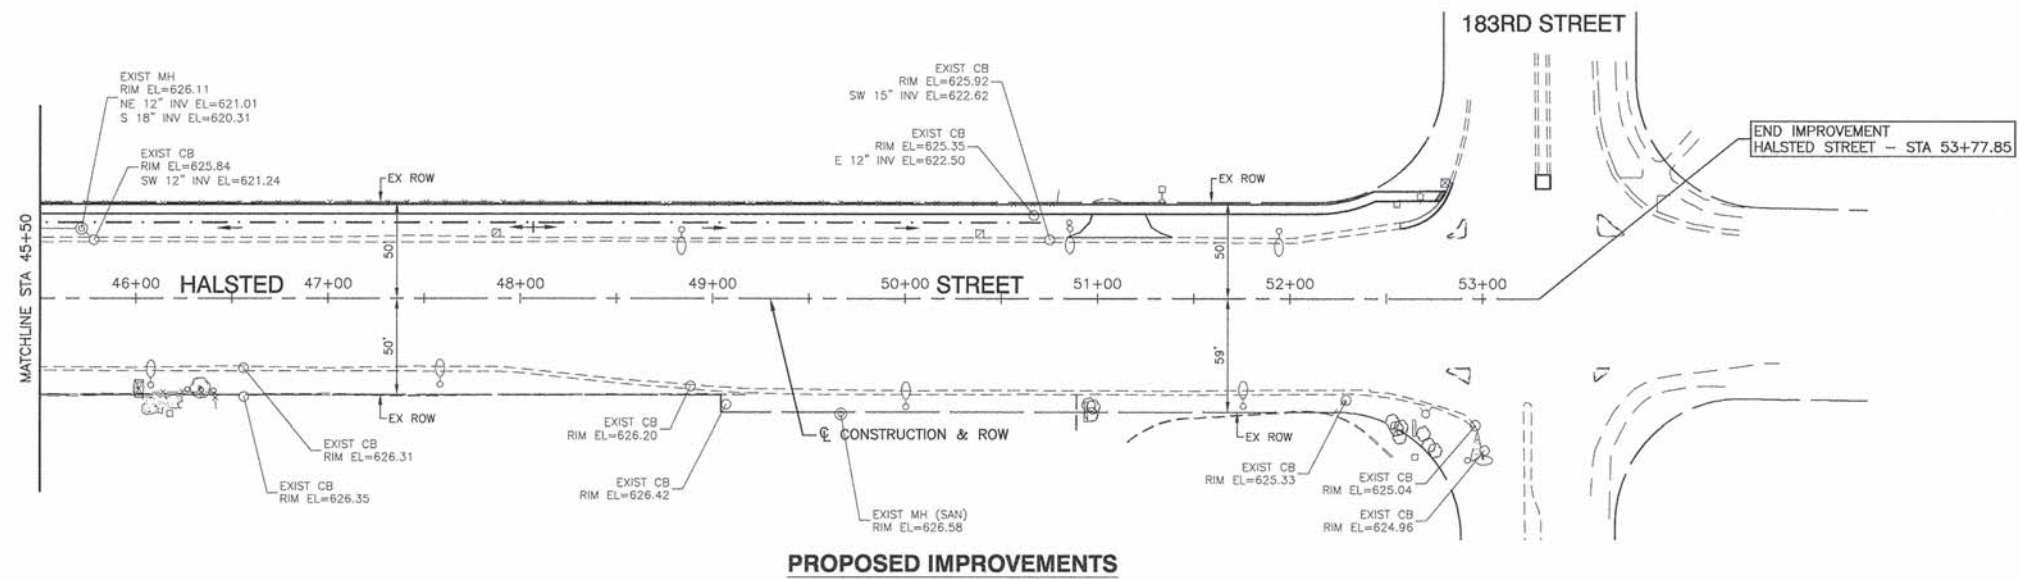 183RD STREET
EXIST MH
RIM EL=626.11
NE 12" INV EL=621.01
S 18" INV EL=620.31
EXIST CB
RIM EL=625.84
SW 12" INV EL=621.24
EXIST CB
RIM EL=625.92
SW 15" INV EL=622.62
EXIST CB
RIM EL=625.35
E 12" INV EL=622.50
END IMPROVEMENT
HALSTED STREET – STA 53+77.85
EX ROW
EX ROW
MATCHLINE STA 45+50
50'
50
46+00 HALSTED 47+00 48+00 49+00 50+00 STREET 51+00 52+00 53+00
50'
59'
EX ROW
EX ROW
℄ CONSTRUCTION & ROW
EXIST CB
RIM EL=626.31
EXIST CB
RIM EL=626.35
EXIST CB
RIM EL=626.20
EXIST CB
RIM EL=626.42
EXIST MH (SAN)
RIM EL=626.58
EXIST CB
RIM EL=625.33
EXIST CB
RIM EL=625.04
EXIST CB
RIM EL=624.96
PROPOSED IMPROVEMENTS